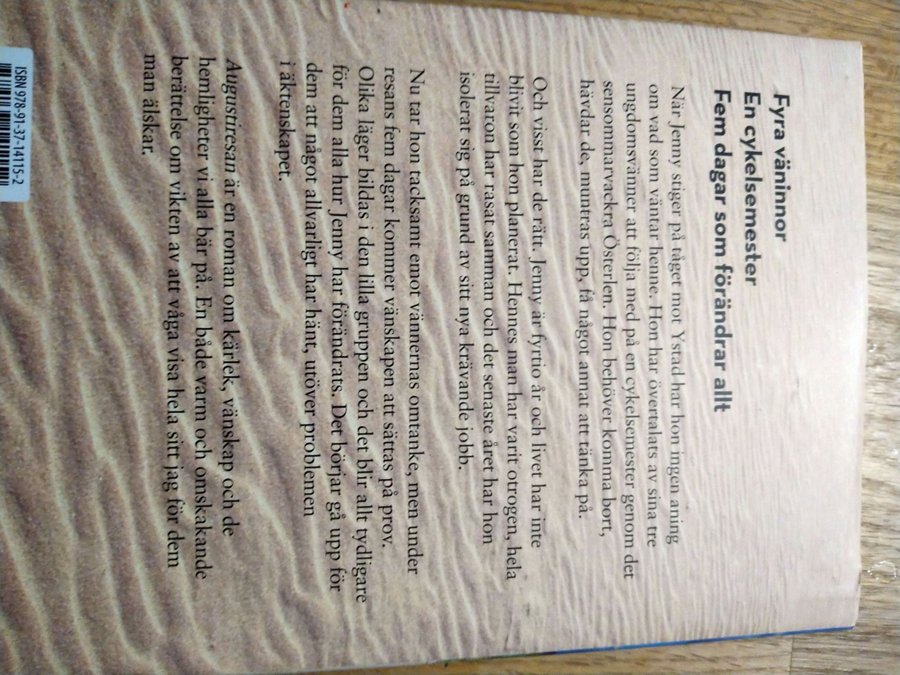 Fyra väninnor
En cykelsemester
Fem dagar som förändrar allt
När Jenny stiger på tåget mot Ystad har hon ingen aning
om vad som väntar henne. Hon har övertalats av sina tre
ungdomsvänner att följa med på en cykelsemester genom det
sensommarvackra Österlen. Hon behöver komma bort,
hävdar de, muntras upp, få något annat att tänka på.
Och visst har de rätt. Jenny är fyrtio år och livet har inte
blivit som hon planerat. Hennes man har varit otrogen, hela
tillvaron har rasat samman och det senaste året har hon
isolerat sig på grund av sitt nya krävande jobb.
Nu tar hon tacksamt emot vännernas omtanke, men under
resans fem dagar kommer vänskapen att sättas på prov.
Olika läger bildas i den lilla gruppen och det blir allt tydligare
för dem alla hur Jenny har förändrats. Det börjar gå upp för
dem att något allvarligt har hänt, utöver problemen
i äktenskapet.
Augustiresan är en roman om kärlek, vänskap och de
hemligheter vi alla bär på. En både varm och omskakande
berättelse om vikten av att våga visa hela sitt jag för dem
man älskar.
ISBN 978-91-37-14115-2